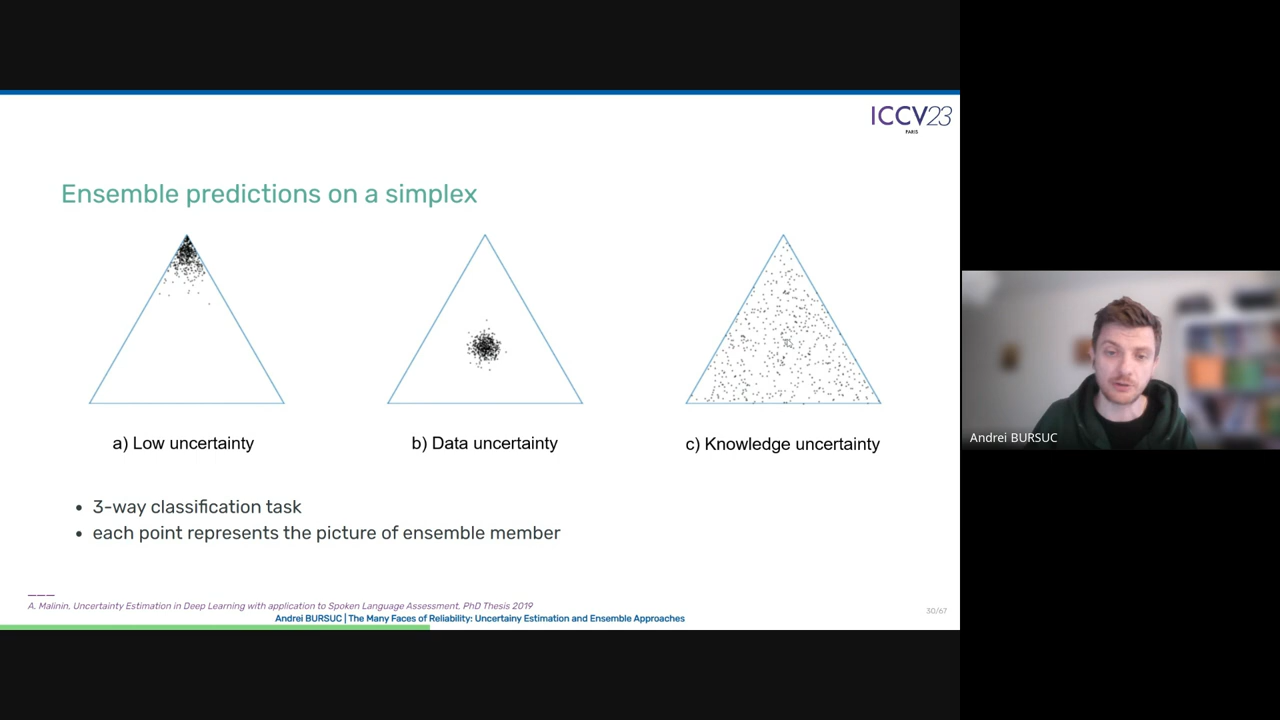 ICCV23
PARIS
Ensemble predictions on a simplex
a) Low uncertainty
b) Data uncertainty
c) Knowledge uncertainty
• 3-way classification task
• each point represents the picture of ensemble member
A. Malinin, Uncertainty Estimation in Deep Learning with application to Spoken Language Assessment, PhD Thesis 2019
30/67
Andrei BURSUC | The Many Faces of Reliability: Uncertainy Estimation and Ensemble Approaches
Andrei BURSUC